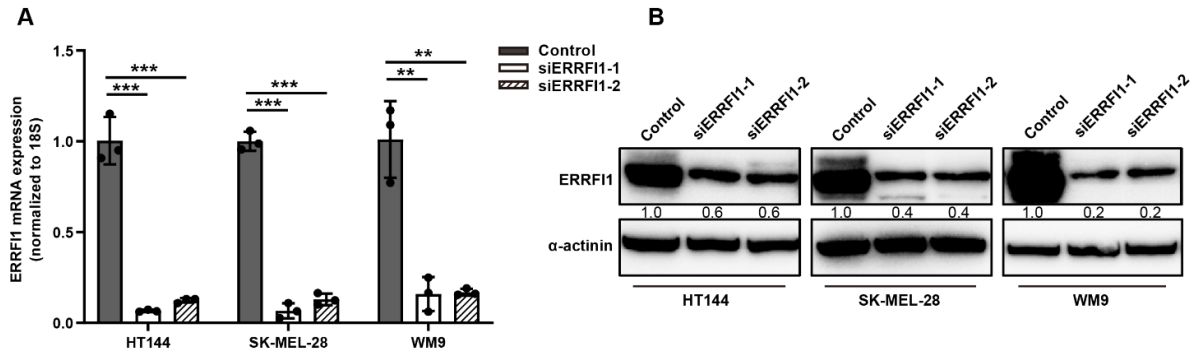 A
ERRFI1 mRNA expression
(normalized to 18S)
1.5
1.0
0.5
0.0
***
***
***
***
**
**
HT144
SK-MEL-28
WM9
Control
siERRFI1-1
siERRFI1-2
B
Control
siERRFI1-1
siERRFI1-2
Control
siERRFI1-1
siERRFI1-2
Control
siERRFI1-1
siERRFI1-2
ERRFI1
1.0 0.6 0.6
1.0 0.4 0.4
1.0 0.2 0.2
α-actinin
HT144
SK-MEL-28
WM9